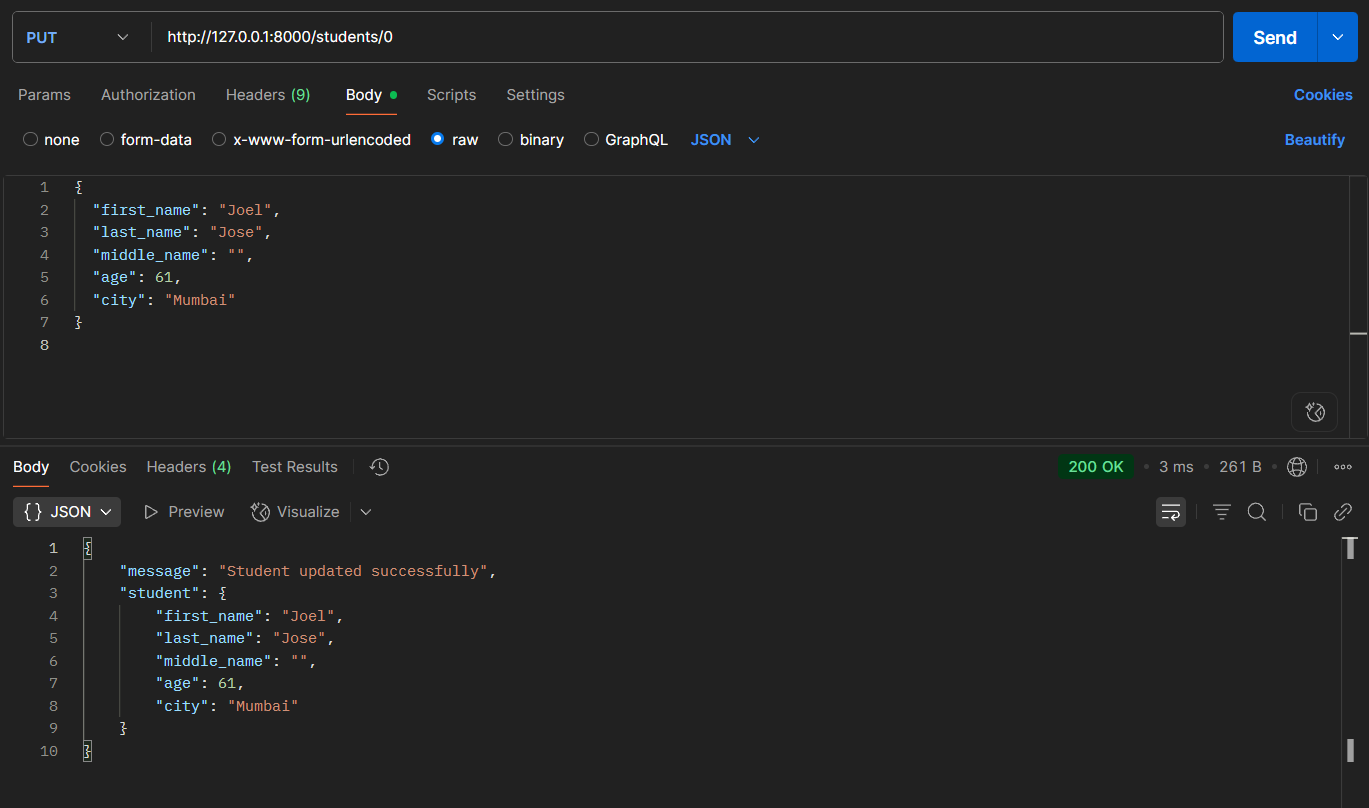 PUT http://127.0.0.1:8000/students/0 Send
Params Authorization Headers (9) Body Scripts Settings Cookies
none form-data x-www-form-urlencoded raw binary GraphQL JSON Beautify
1 {
2 "first_name": "Joel",
3 "last_name": "Jose",
4 "middle_name": "",
5 "age": 61,
6 "city": "Mumbai"
7 }
8
Body Cookies Headers (4) Test Results 200 OK • 3 ms • 261 B •
{} JSON Preview Visualize
1 {
2 "message": "Student updated successfully",
3 "student": {
4 "first_name": "Joel",
5 "last_name": "Jose",
6 "middle_name": "",
7 "age": 61,
8 "city": "Mumbai"
9 }
10 }